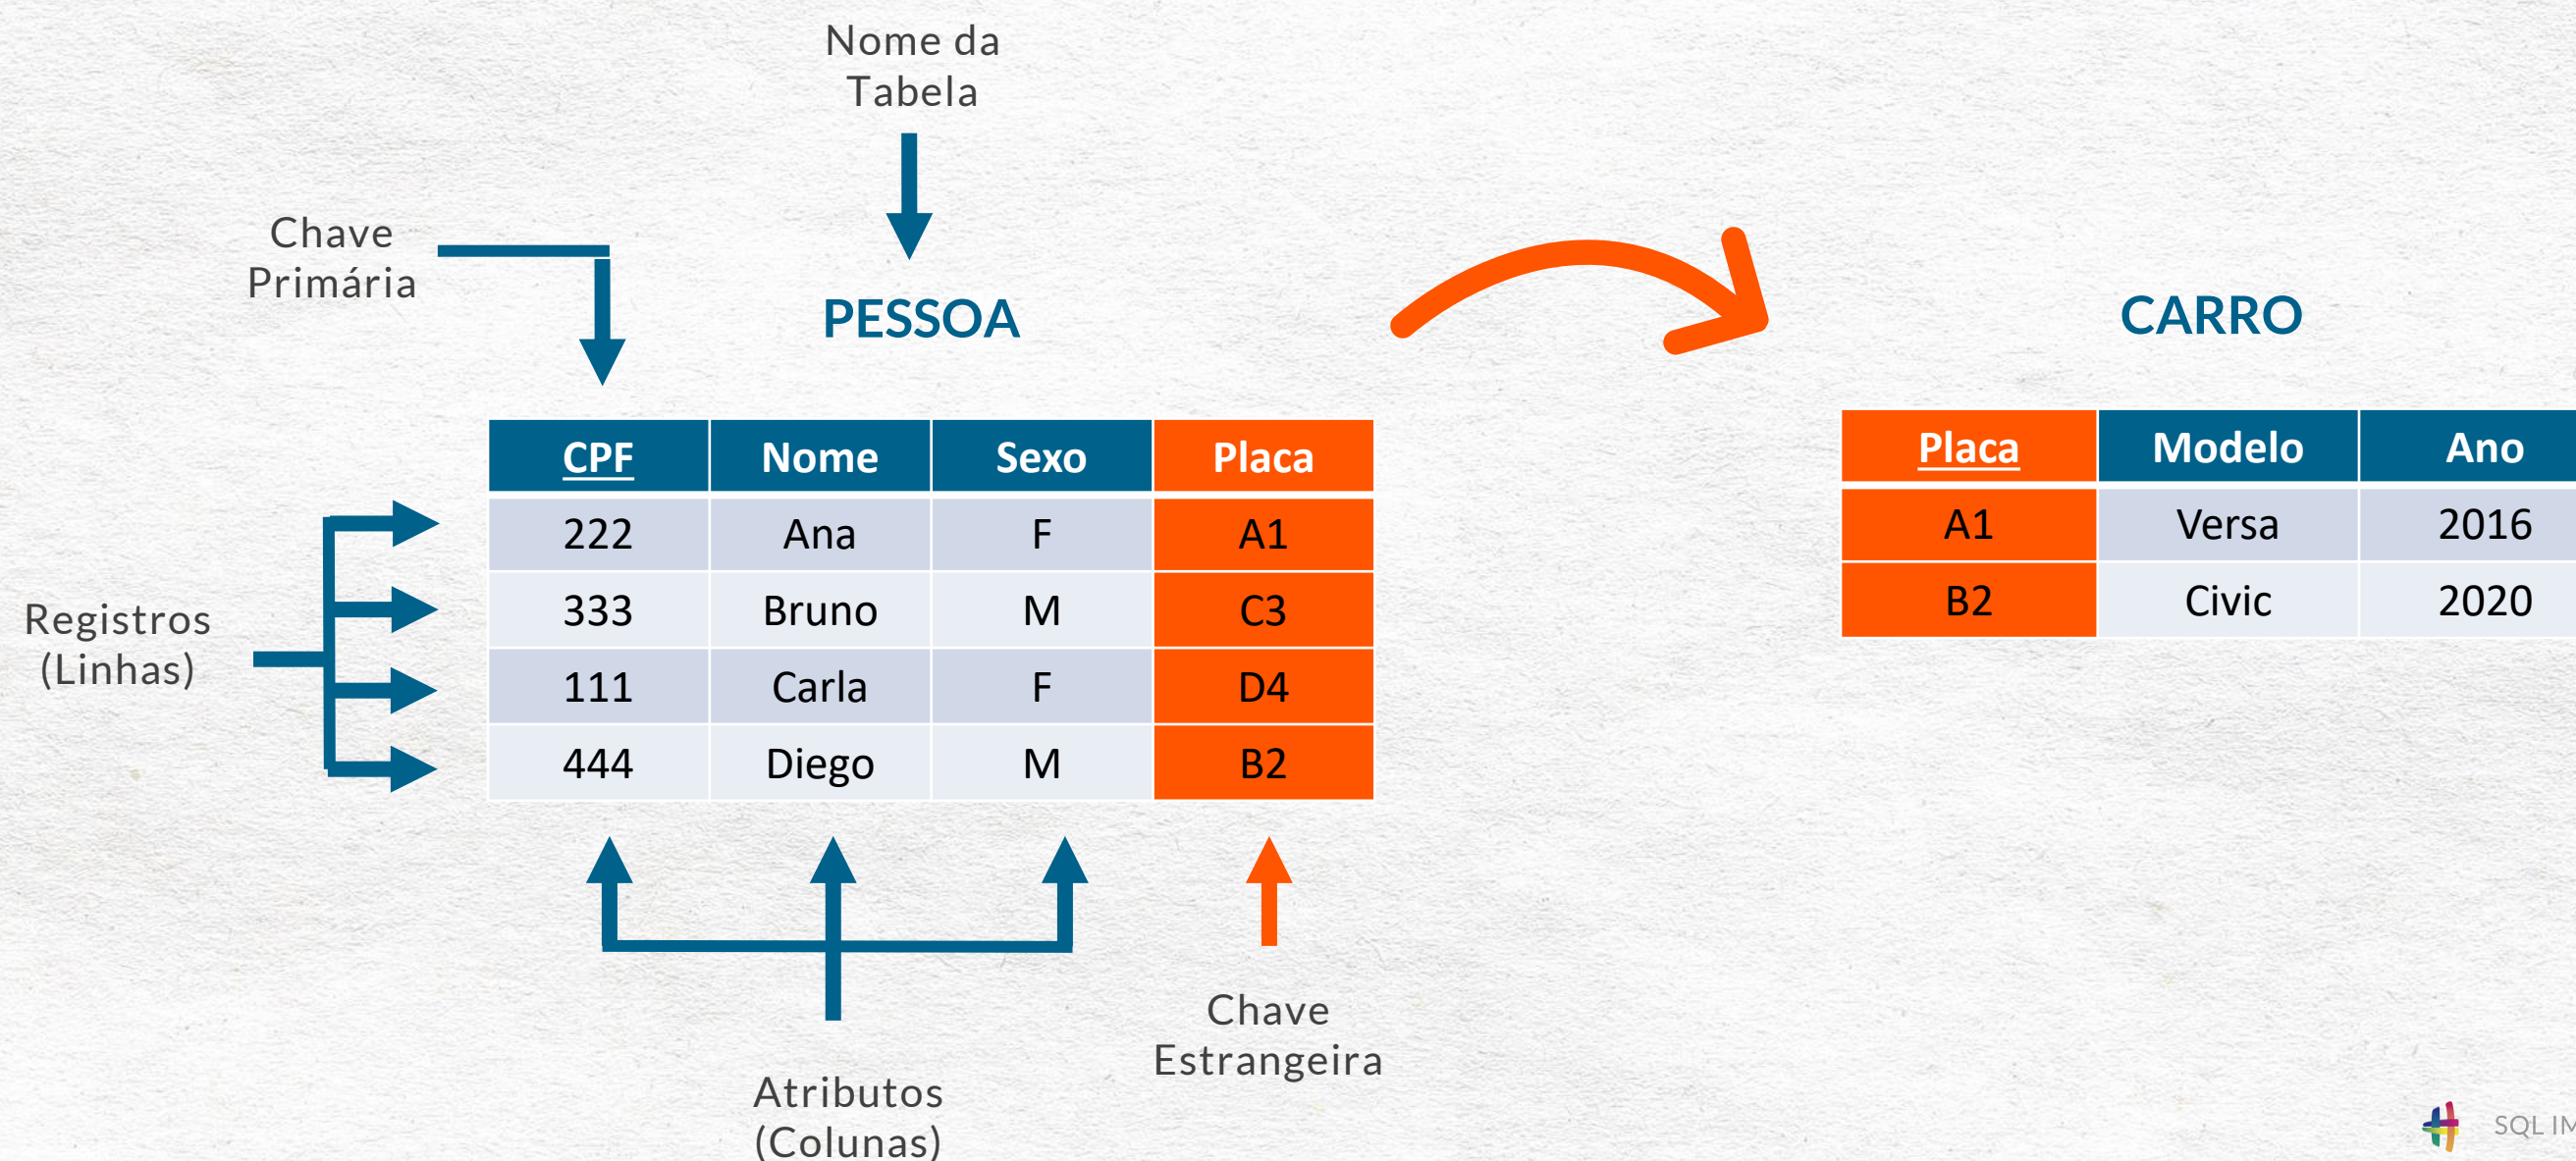 Nome da
Tabela
Chave
Primária
PESSOA
CPF Nome Sexo Placa
222 Ana F A1
333 Bruno M C3
111 Carla F D4
444 Diego M B2
Registros
(Linhas)
Atributos
(Colunas)
Chave
Estrangeira
CARRO
Placa Modelo Ano
A1 Versa 2016
B2 Civic 2020
SQL